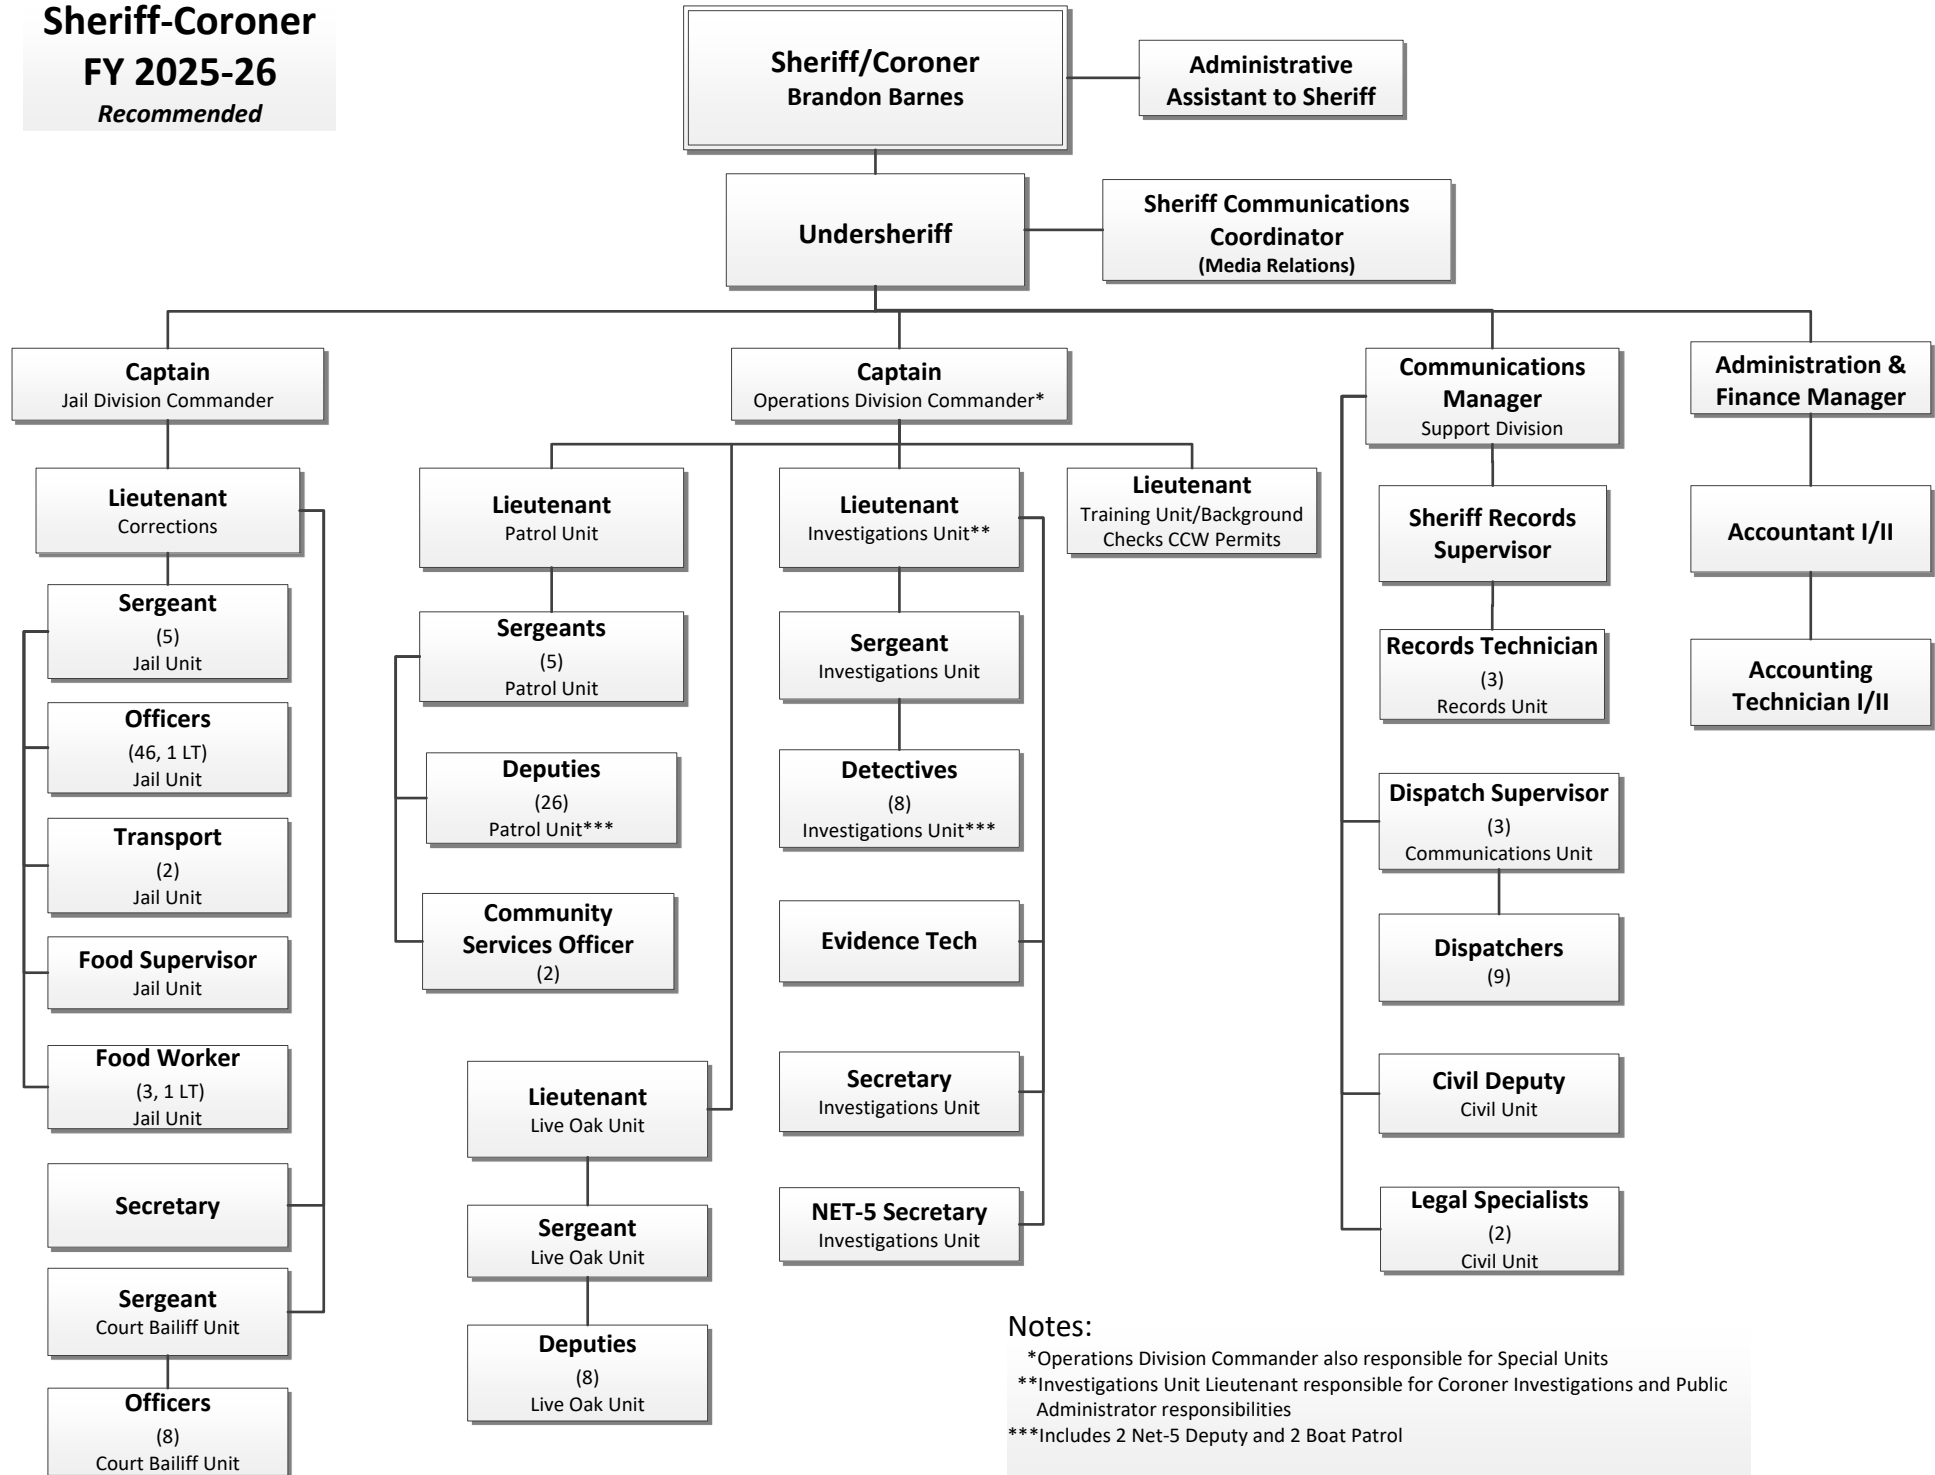 Sheriff-Coroner
FY 2025-26
Recommended
Sheriff/Coroner
Brandon Barnes
Administrative
Assistant to Sheriff
Undersheriff
Sheriff Communications
Coordinator
(Media Relations)
Captain
Jail Division Commander
Captain
Operations Division Commander*
Communications
Manager
Support Division
Administration &
Finance Manager
Lieutenant
Corrections
Sergeant
(5)
Jail Unit
Officers
(46, 1 LT)
Jail Unit
Transport
(2)
Jail Unit
Food Supervisor
Jail Unit
Food Worker
(3, 1 LT)
Jail Unit
Secretary
Sergeant
Court Bailiff Unit
Officers
(8)
Court Bailiff Unit
Lieutenant
Patrol Unit
Sergeants
(5)
Patrol Unit
Deputies
(26)
Patrol Unit***
Community
Services Officer
(2)
Lieutenant
Live Oak Unit
Sergeant
Live Oak Unit
Deputies
(8)
Live Oak Unit
Lieutenant
Investigations Unit**
Sergeant
Investigations Unit
Detectives
(8)
Investigations Unit***
Evidence Tech
Secretary
Investigations Unit
NET-5 Secretary
Investigations Unit
Lieutenant
Training Unit/Background
Checks CCW Permits
Sheriff Records
Supervisor
Records Technician
(3)
Records Unit
Dispatch Supervisor
(3)
Communications Unit
Dispatchers
(9)
Civil Deputy
Civil Unit
Legal Specialists
(2)
Civil Unit
Accountant I/II
Accounting
Technician I/II
Notes:
*Operations Division Commander also responsible for Special Units
**Investigations Unit Lieutenant responsible for Coroner Investigations and Public
Administrator responsibilities
***Includes 2 Net-5 Deputy and 2 Boat Patrol